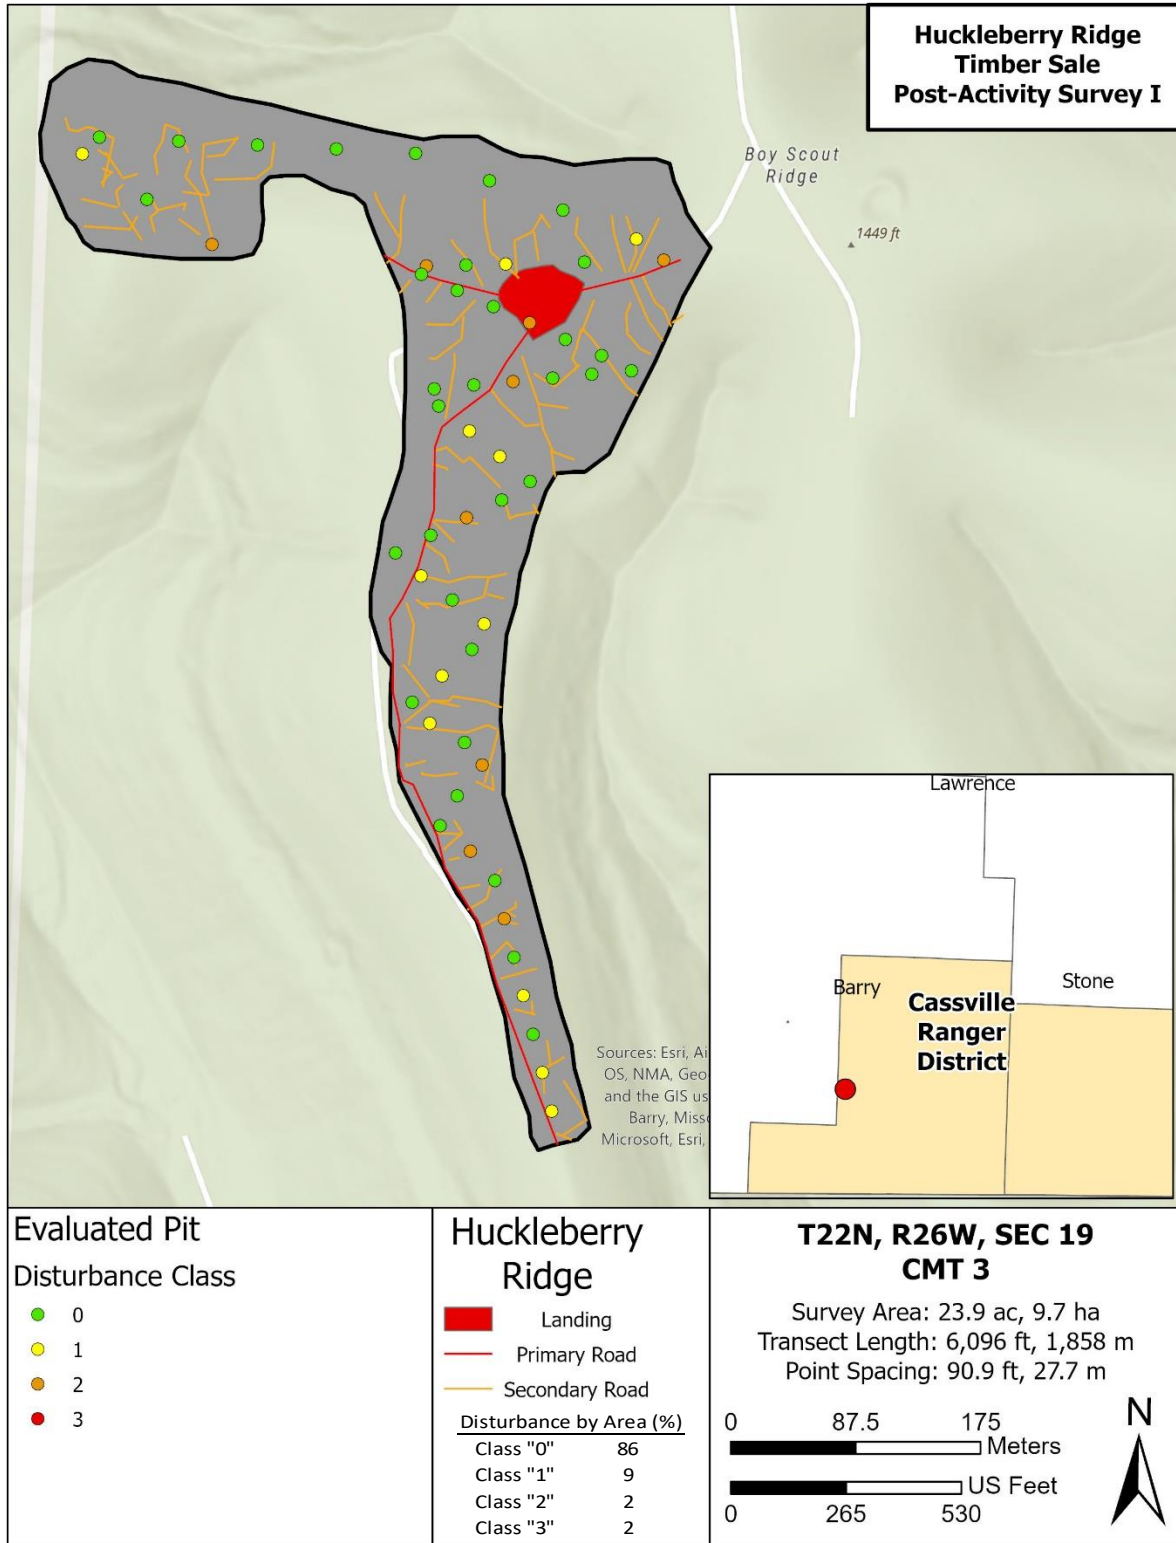 Huckleberry Ridge
Timber Sale
Post-Activity Survey I
Boy Scout
Ridge
1449 ft
Lawrence
Barry
Stone
Cassville
Ranger
District
Sources: Esri, Ai
OS, NMA, Geo
and the GIS us
Barry, Misso
Microsoft, Esri,
Evaluated Pit
Disturbance Class
0
1
2
3
Huckleberry
Ridge
Landing
Primary Road
Secondary Road
Disturbance by Area (%)
Class "0" 86
Class "1" 9
Class "2" 2
Class "3" 2
T22N, R26W, SEC 19
CMT 3
Survey Area: 23.9 ac, 9.7 ha
Transect Length: 6,096 ft, 1,858 m
Point Spacing: 90.9 ft, 27.7 m
0 87.5 175
Meters
US Feet
0 265 530
N